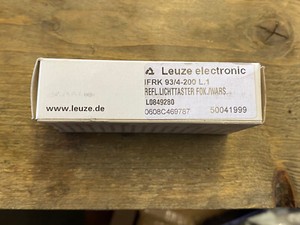 Leuze electronic
IFRK 93/4-200 L.1
REFL.LICHTTASTER FOK./WARS..
L0849280
0608C469787 50041999
www.leuze.de